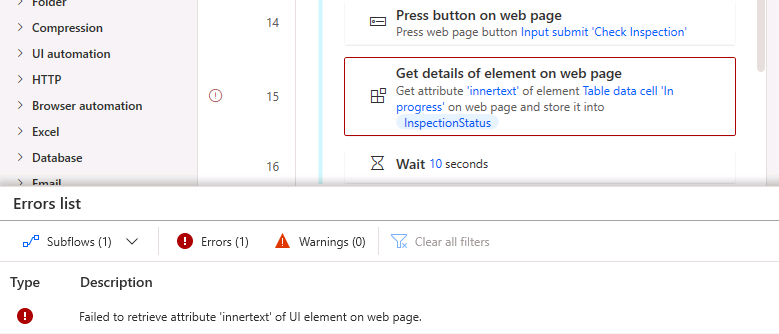 Folder
Compression
UI automation
HTTP
Browser automation
Excel
Database
Email
14
Press button on web page
Press web page button Input submit 'Check Inspection'
15
Get details of element on web page
Get attribute 'innertext' of element Table data cell 'In
progress' on web page and store it into
InspectionStatus
16
Wait 10 seconds
Errors list
Subflows (1)
Errors (1)
Warnings (0)
Clear all filters
Type
Description
Failed to retrieve attribute 'innertext' of UI element on web page.